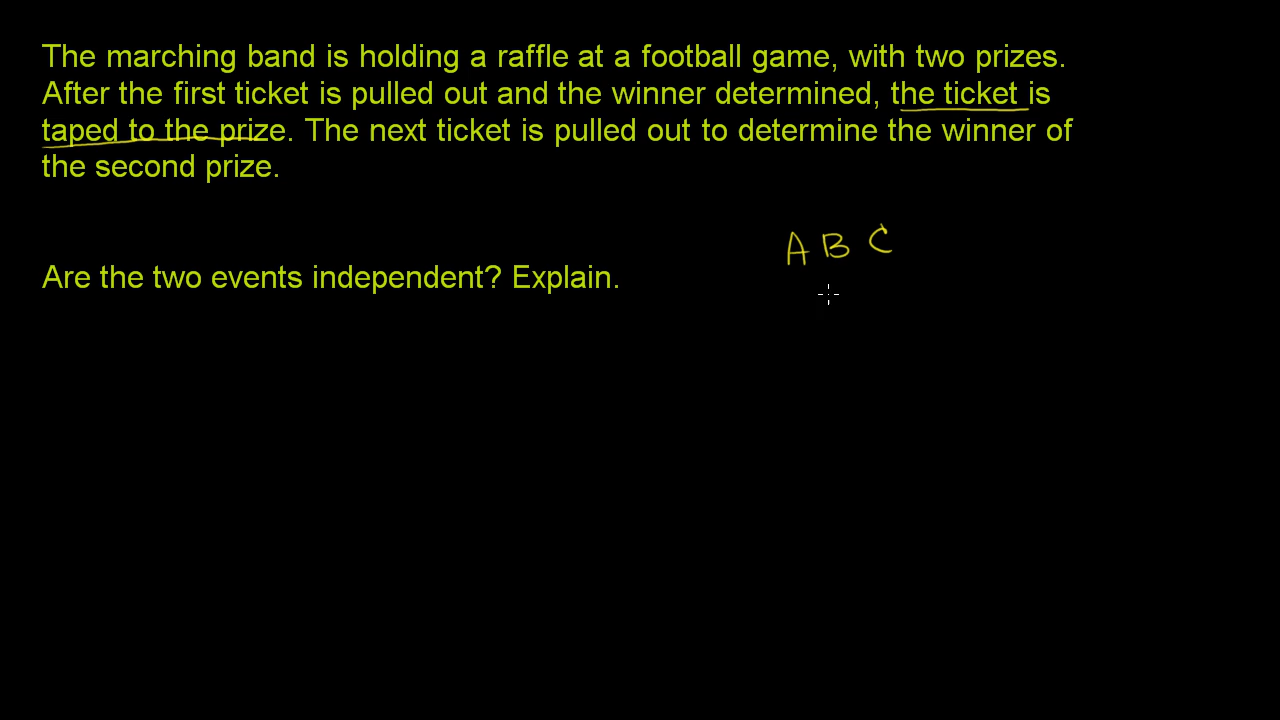 The marching band is holding a raffle at a football game, with two prizes.
After the first ticket is pulled out and the winner determined, the ticket is
taped to the prize. The next ticket is pulled out to determine the winner of
the second prize.
A B C
Are the two events independent? Explain.